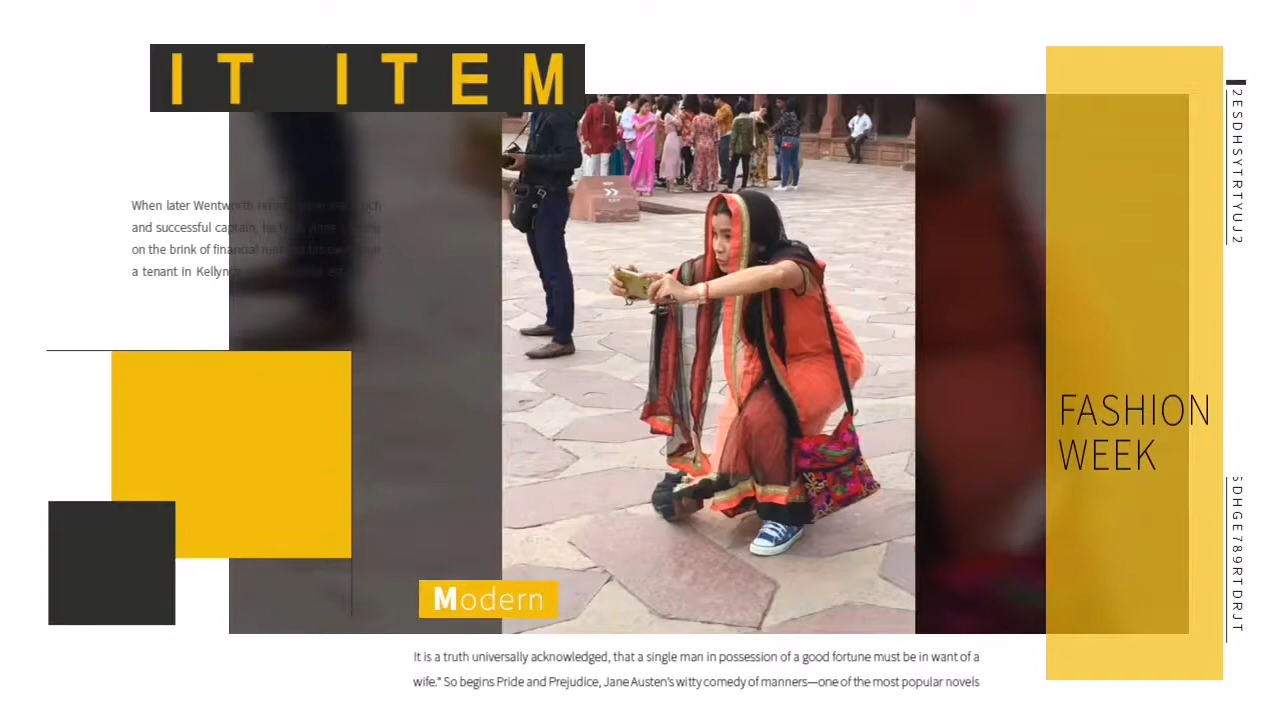 IT ITEM
When later Wentworth
and successful captain, he
on the brink of financial
a tenant in Kellync
FASHION
WEEK
2ESDHSYTRTYUJ2
SDHGE789RTDRJT
Modern
It is a truth universally acknowledged, that a single man in possession of a good fortune must be in want of a
wife.” So begins Pride and Prejudice, Jane Austen's witty comedy of manners—one of the most popular novels